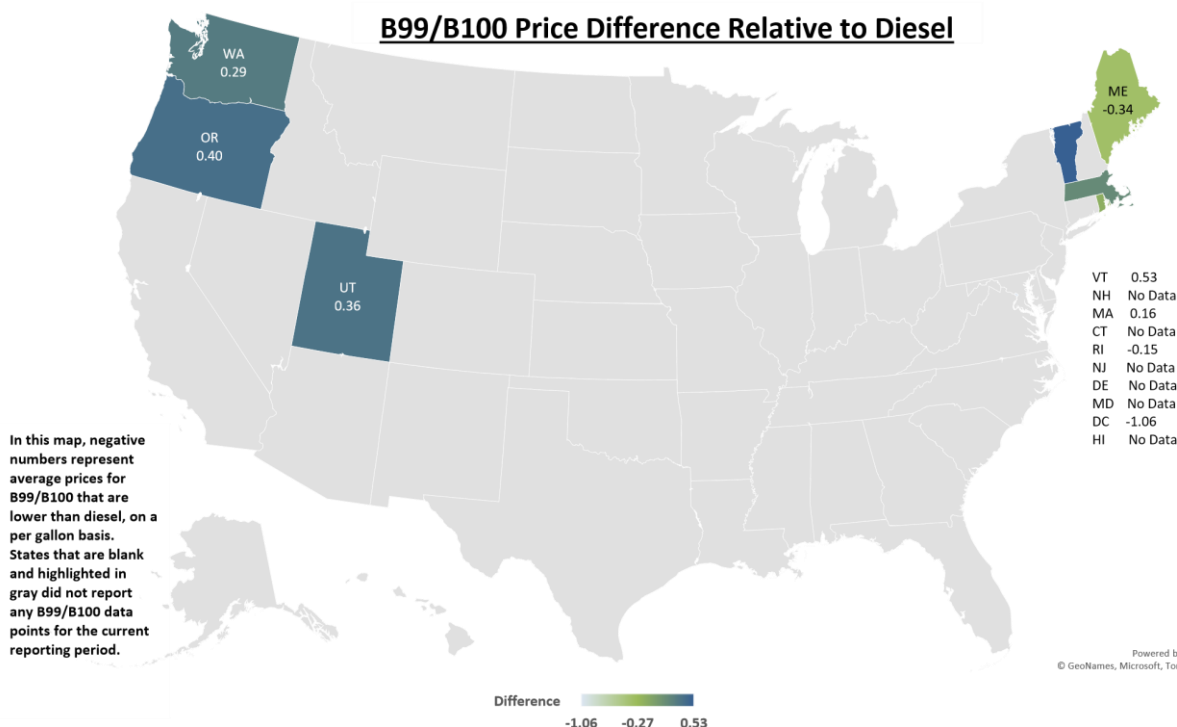 B99/B100 Price Difference Relative to Diesel
WA
0.29
OR
0.40
UT
0.36
ME
-0.34
VT 0.53
NH No Data
MA 0.16
CT No Data
RI -0.15
NJ No Data
DE No Data
MD No Data
DC -1.06
HI No Data
In this map, negative
numbers represent
average prices for
B99/B100 that are
lower than diesel, on a
per gallon basis.
States that are blank
and highlighted in
gray did not report
any B99/B100 data
points for the current
reporting period.
Powered b
© GeoNames, Microsoft, Tor
Difference
-1.06 -0.27 0.53